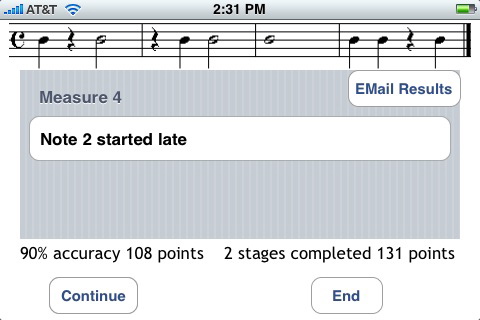 AT&T 2:31 PM
EMail Results
Measure 4
Note 2 started late
90% accuracy 108 points 2 stages completed 131 points
Continue End